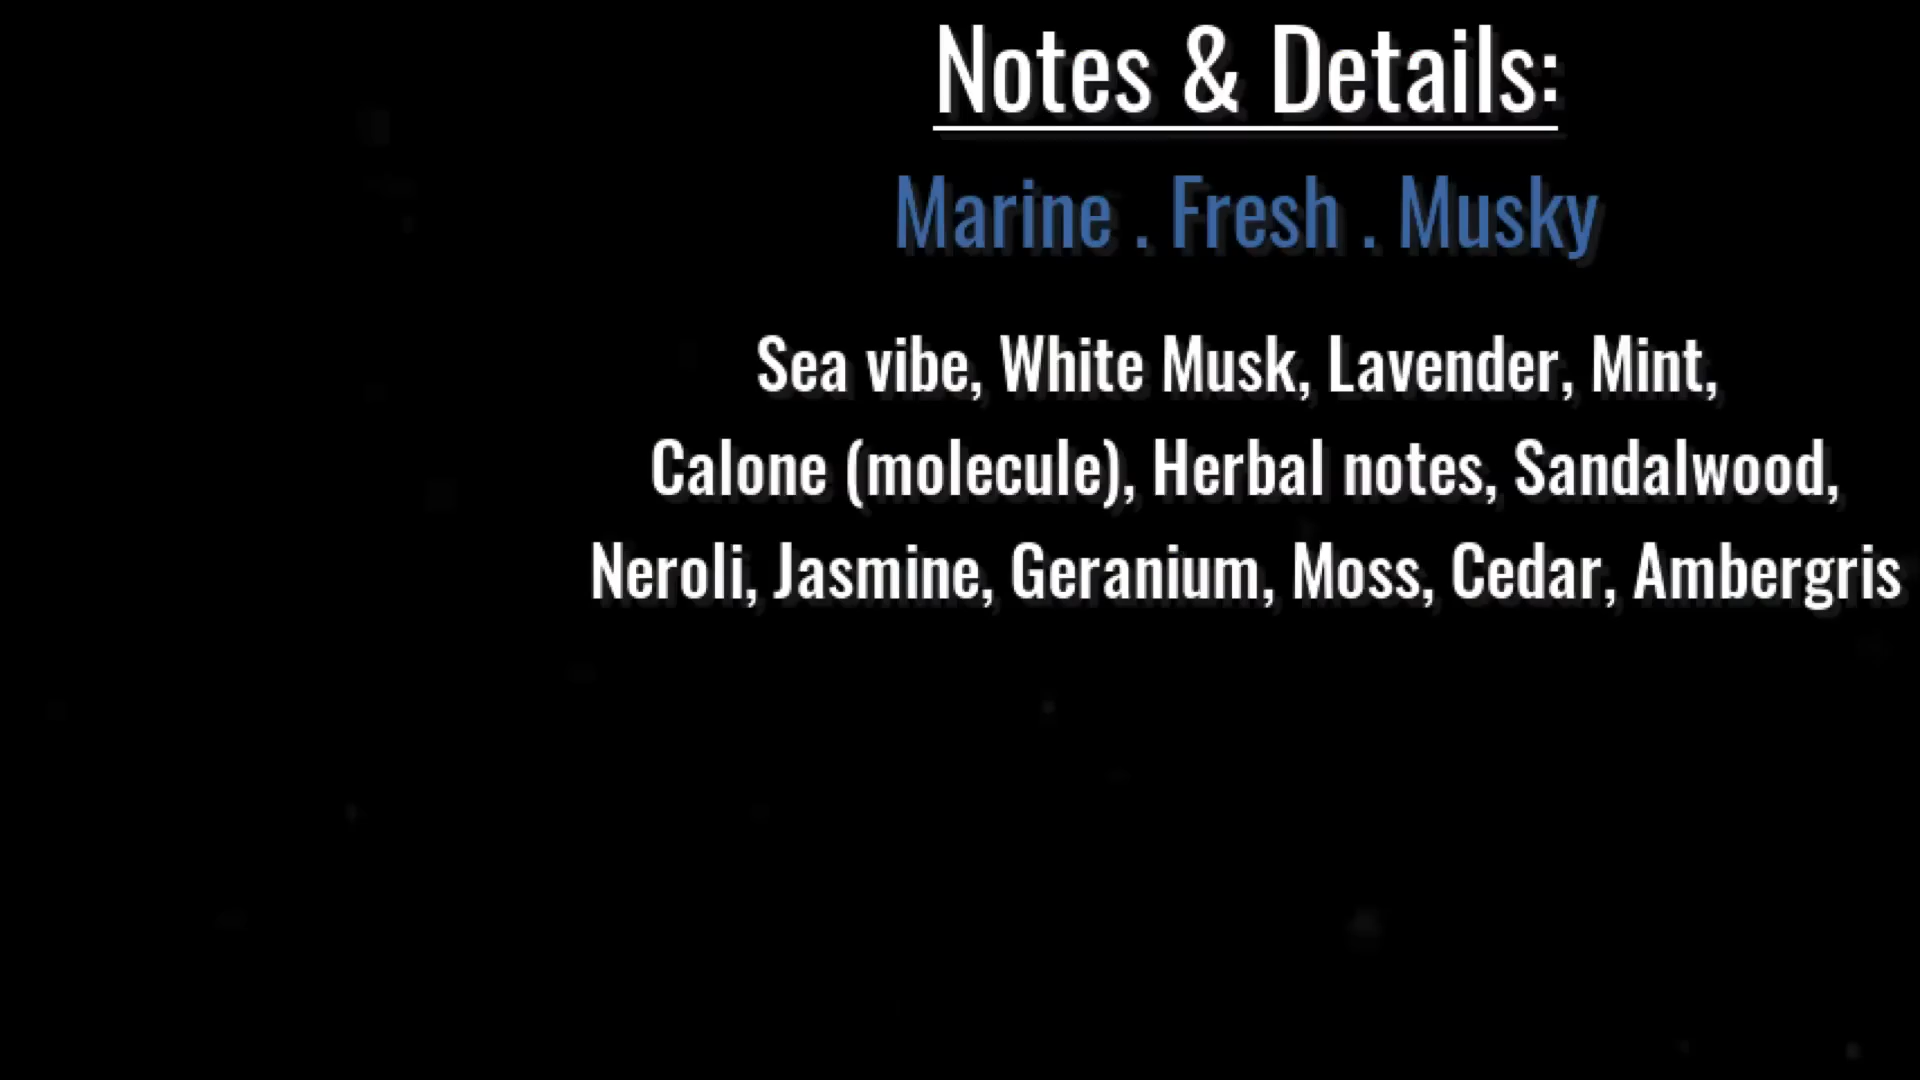 Notes & Details:
Marine . Fresh . Musky
Sea vibe, White Musk, Lavender, Mint,
Calone (molecule), Herbal notes, Sandalwood,
Neroli, Jasmine, Geranium, Moss, Cedar, Ambergris